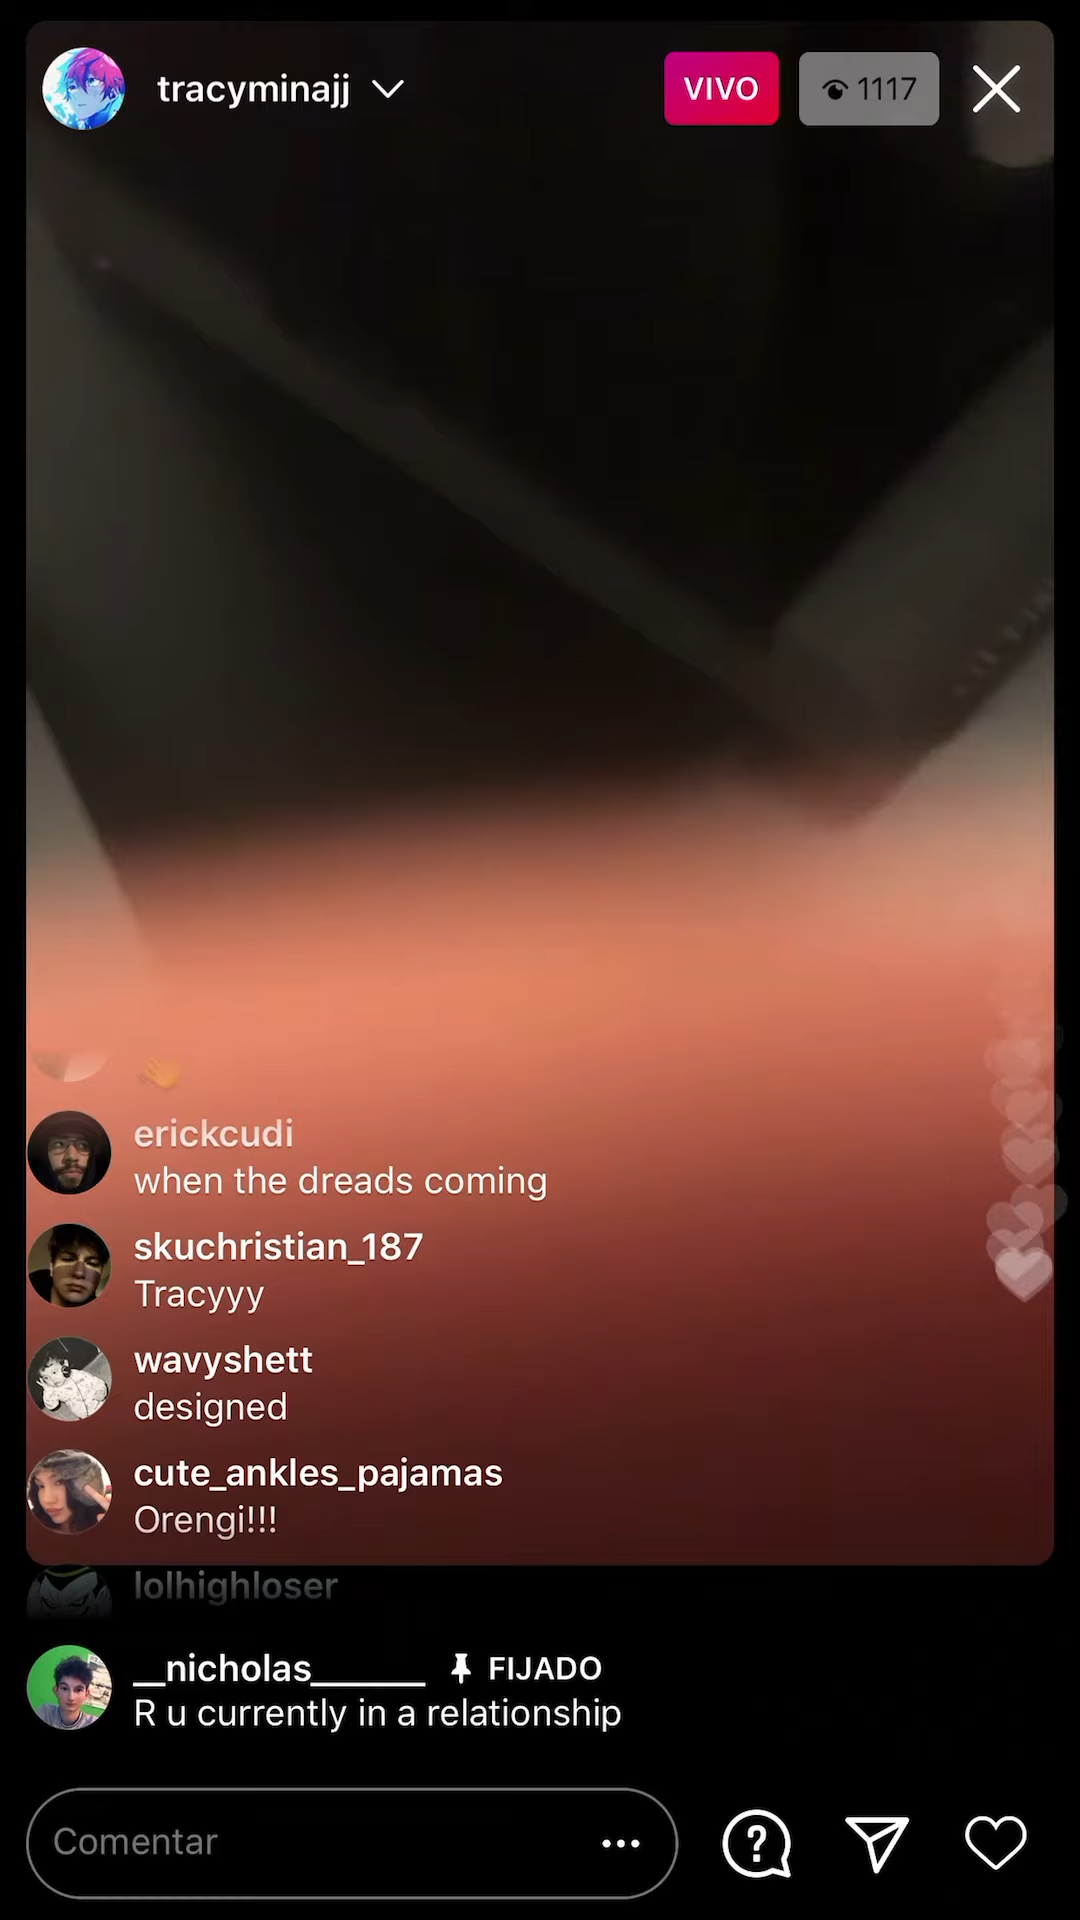 tracyminajj
VIVO
1117
erickcudi
when the dreads coming
skuchristian_187
Tracyyy
wavyshett
designed
cute_ankles_pajamas
Orengi!!!
lolhighloser
__nicholas______ FIJADO
R u currently in a relationship
Comentar